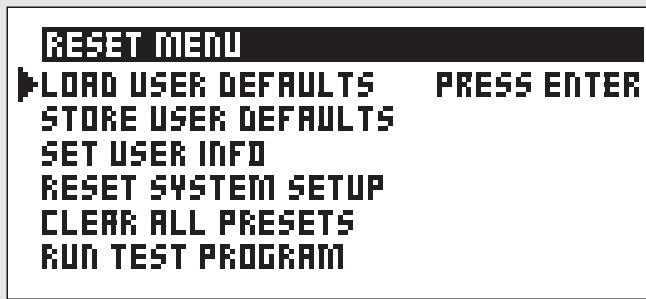 RESET MENU
LOAD USER DEFAULTS PRESS ENTER
STORE USER DEFAULTS
SET USER INFO
RESET SYSTEM SETUP
CLEAR ALL PRESETS
RUN TEST PROGRAM